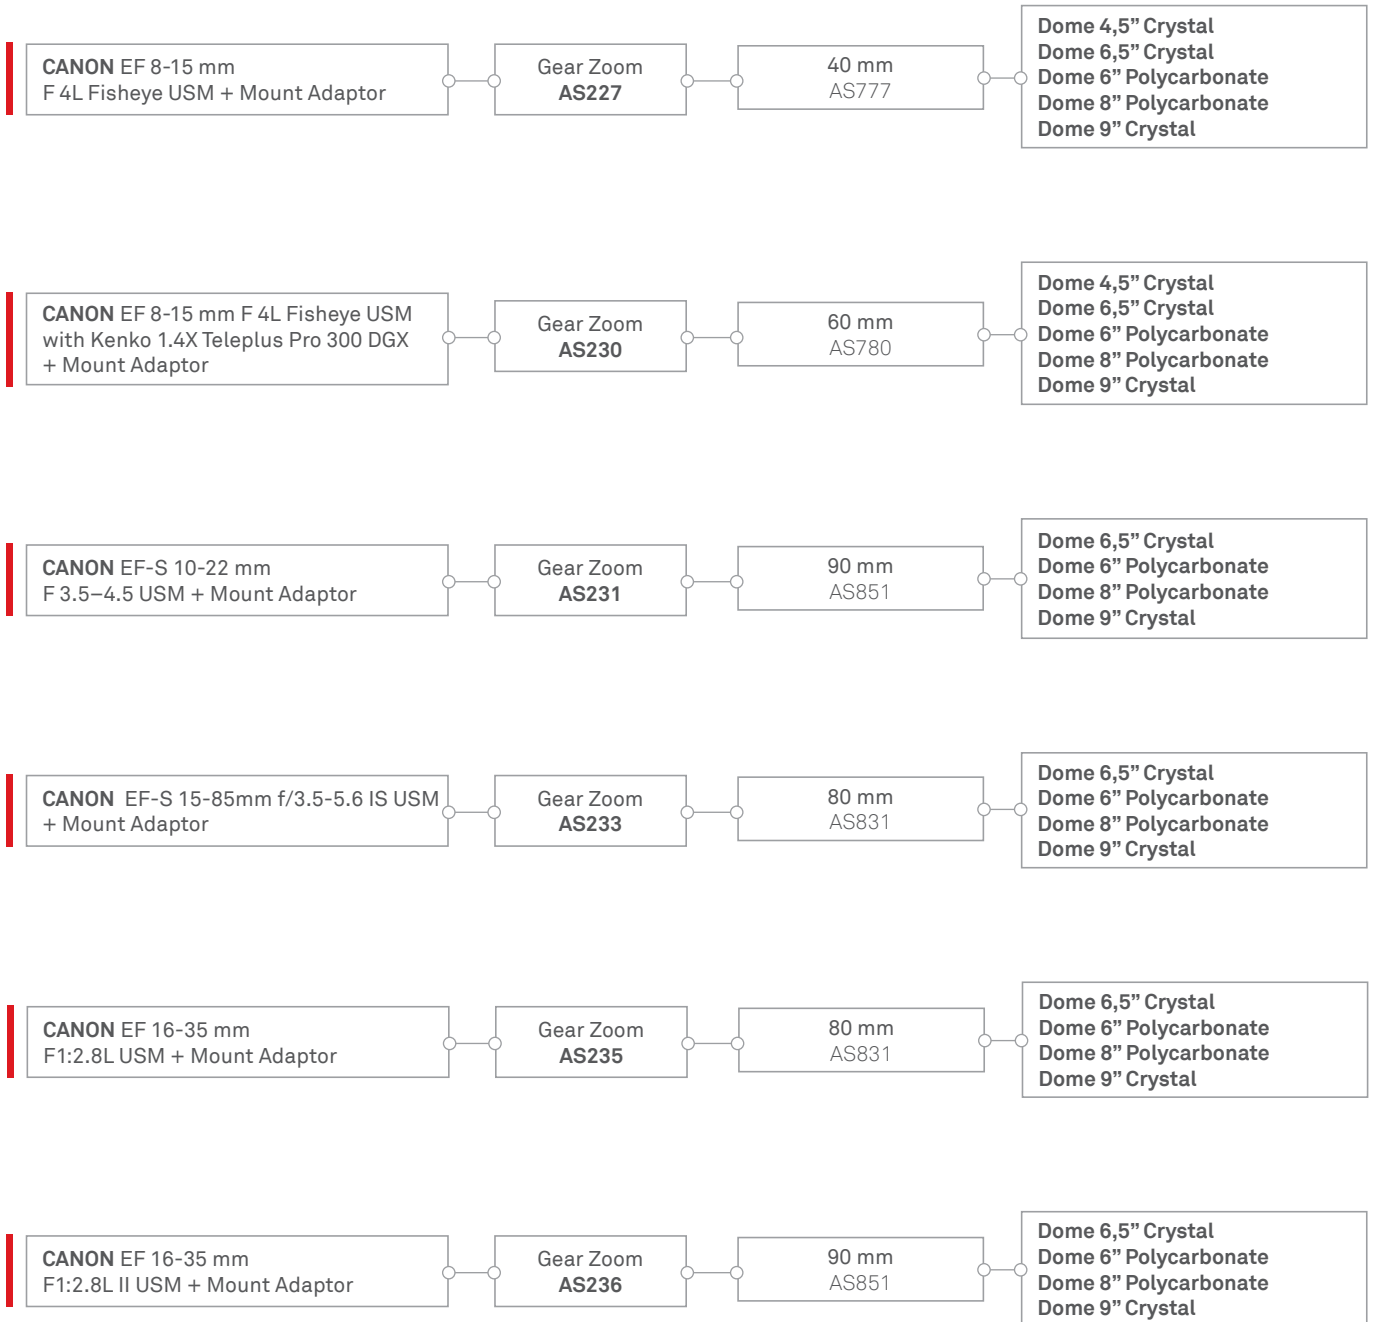 CANON EF 8-15 mm
F 4L Fisheye USM + Mount Adaptor
Gear Zoom
AS227
40 mm
AS777
Dome 4,5” Crystal
Dome 6,5” Crystal
Dome 6” Polycarbonate
Dome 8” Polycarbonate
Dome 9” Crystal
CANON EF 8-15 mm F 4L Fisheye USM
with Kenko 1.4X Teleplus Pro 300 DGX
+ Mount Adaptor
Gear Zoom
AS230
60 mm
AS780
Dome 4,5” Crystal
Dome 6,5” Crystal
Dome 6” Polycarbonate
Dome 8” Polycarbonate
Dome 9” Crystal
CANON EF-S 10-22 mm
F 3.5–4.5 USM + Mount Adaptor
Gear Zoom
AS231
90 mm
AS851
Dome 6,5” Crystal
Dome 6” Polycarbonate
Dome 8” Polycarbonate
Dome 9” Crystal
CANON EF-S 15-85mm f/3.5-5.6 IS USM
+ Mount Adaptor
Gear Zoom
AS233
80 mm
AS831
Dome 6,5” Crystal
Dome 6” Polycarbonate
Dome 8” Polycarbonate
Dome 9” Crystal
CANON EF 16-35 mm
F1:2.8L USM + Mount Adaptor
Gear Zoom
AS235
80 mm
AS831
Dome 6,5” Crystal
Dome 6” Polycarbonate
Dome 8” Polycarbonate
Dome 9” Crystal
CANON EF 16-35 mm
F1:2.8L II USM + Mount Adaptor
Gear Zoom
AS236
90 mm
AS851
Dome 6,5” Crystal
Dome 6” Polycarbonate
Dome 8” Polycarbonate
Dome 9” Crystal